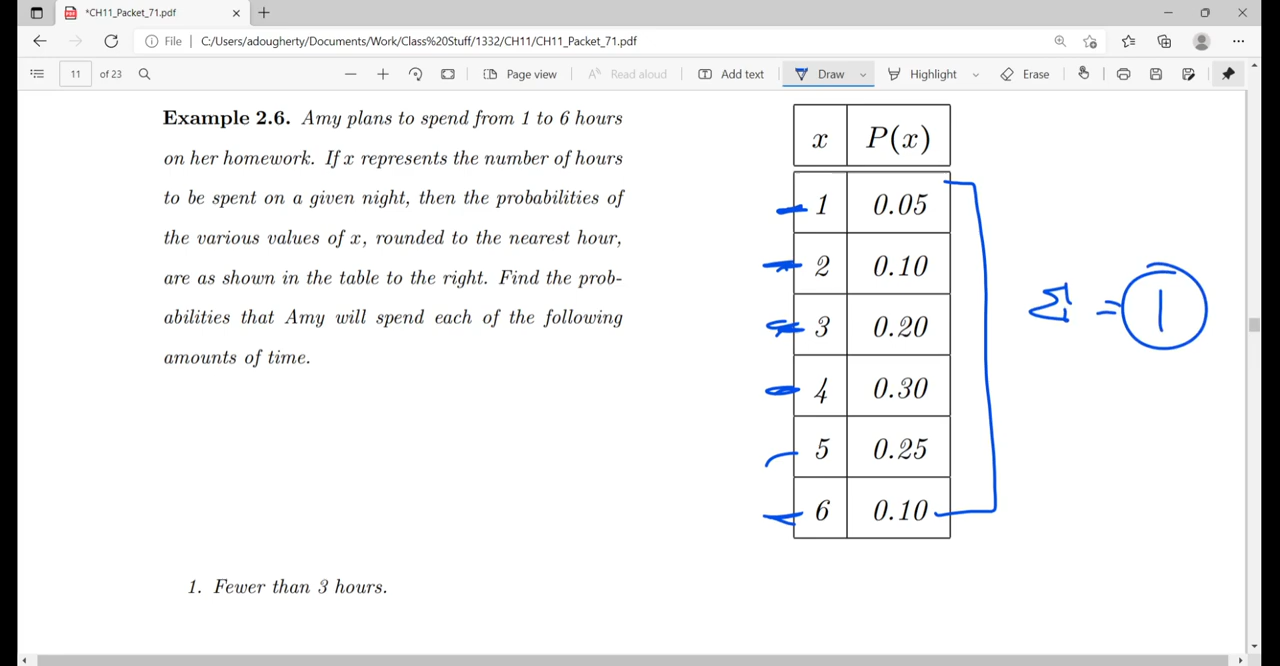 *CH11_Packet_71.pdf
File | C:/Users/adougherty/Documents/Work/Class%20Stuff/1332/CH11/CH11_Packet_71.pdf
11 of 23 Page view Read aloud Add text Draw Highlight Erase
Example 2.6. Amy plans to spend from 1 to 6 hours
on her homework. If x represents the number of hours
to be spent on a given night, then the probabilities of
the various values of x, rounded to the nearest hour,
are as shown in the table to the right. Find the prob-
abilities that Amy will spend each of the following
amounts of time.
x P(x)
1 0.05
2 0.10
3 0.20
4 0.30
5 0.25
6 0.10
Σ = 1
1. Fewer than 3 hours.